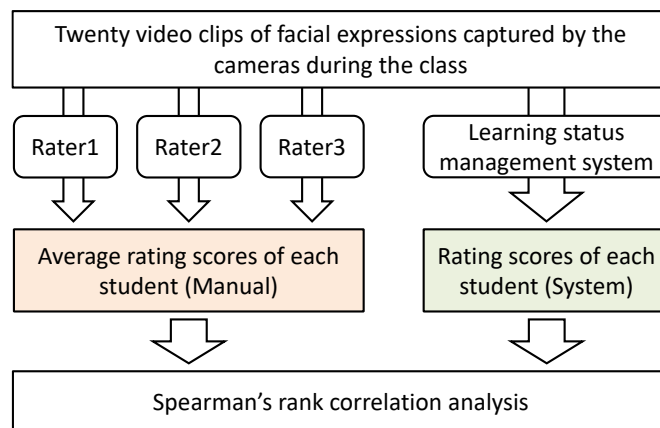 Twenty video clips of facial expressions captured by the
cameras during the class
Rater1
Rater2
Rater3
Learning status
management system
Average rating scores of each
student (Manual)
Rating scores of each
student (System)
Spearman’s rank correlation analysis